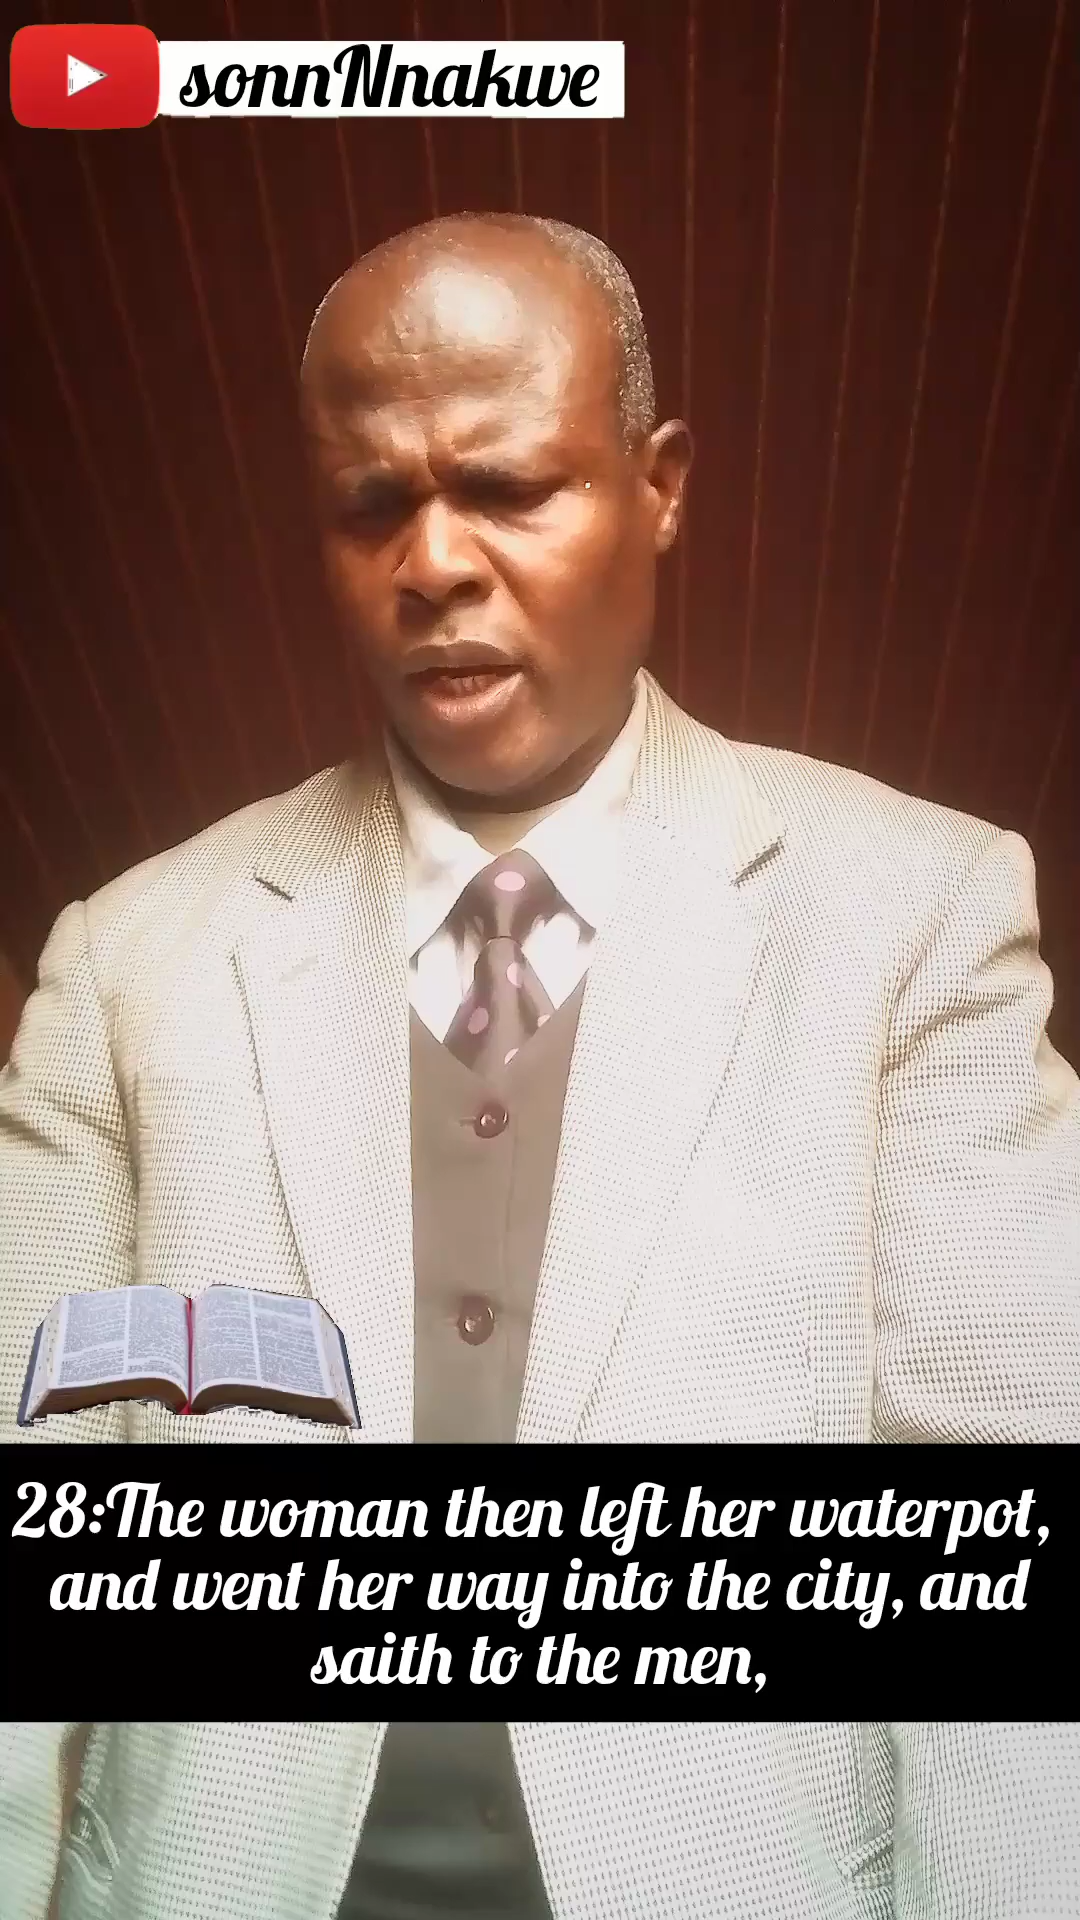 sonnNnakwe
28:The woman then left her waterpot,
and went her way into the city, and
saith to the men,